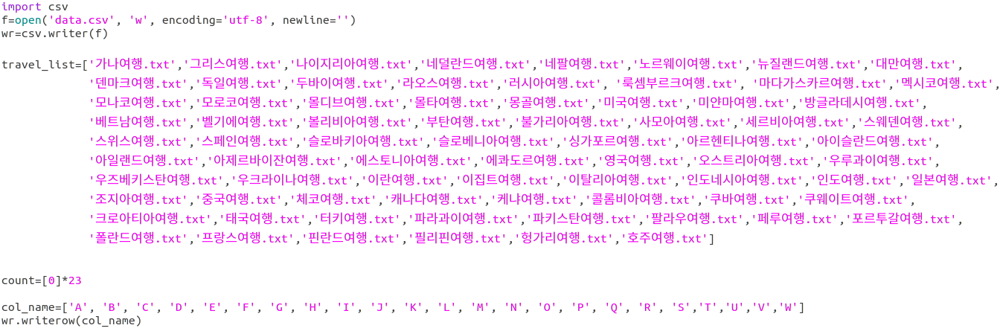 import csv
f=open('data.csv', 'w', encoding='utf-8', newline='')
wr=csv.writer(f)
travel_list=['가나여행.txt','그리스여행.txt','나이지리아여행.txt','네덜란드여행.txt','네팔여행.txt','노르웨이여행.txt','뉴질랜드여행.txt','대만여행.txt',
'덴마크여행.txt','독일여행.txt','두바이여행.txt','라오스여행.txt','러시아여행.txt', '룩셈부르크여행.txt', '마다가스카르여행.txt','멕시코여행.txt',
'모나코여행.txt','모로코여행.txt','몰디브여행.txt','몰타여행.txt','몽골여행.txt','미국여행.txt','미얀마여행.txt','방글라데시여행.txt',
'베트남여행.txt','벨기에여행.txt','볼리비아여행.txt','부탄여행.txt','불가리아여행.txt','사모아여행.txt','세르비아여행.txt','스웨덴여행.txt',
'스위스여행.txt','스페인여행.txt','슬로바키아여행.txt','슬로베니아여행.txt','싱가포르여행.txt','아르헨티나여행.txt','아이슬란드여행.txt',
'아일랜드여행.txt','아제르바이잔여행.txt','에스토니아여행.txt','에콰도르여행.txt','영국여행.txt','오스트리아여행.txt','우루과이여행.txt',
'우즈베키스탄여행.txt','우크라이나여행.txt','이란여행.txt','이집트여행.txt','이탈리아여행.txt','인도네시아여행.txt','인도여행.txt','일본여행.txt',
'조지아여행.txt','중국여행.txt','체코여행.txt','캐나다여행.txt','케냐여행.txt','콜롬비아여행.txt','쿠바여행.txt','쿠웨이트여행.txt',
'크로아티아여행.txt','태국여행.txt','터키여행.txt','파라과이여행.txt','파키스탄여행.txt','팔라우여행.txt','페루여행.txt','포르투갈여행.txt',
'폴란드여행.txt','프랑스여행.txt','핀란드여행.txt','필리핀여행.txt','헝가리여행.txt','호주여행.txt']
count=[0]*23
col_name=['A', 'B', 'C', 'D', 'E', 'F', 'G', 'H', 'I', 'J', 'K', 'L', 'M', 'N', 'O', 'P', 'Q', 'R', 'S','T','U','V','W']
wr.writerow(col_name)